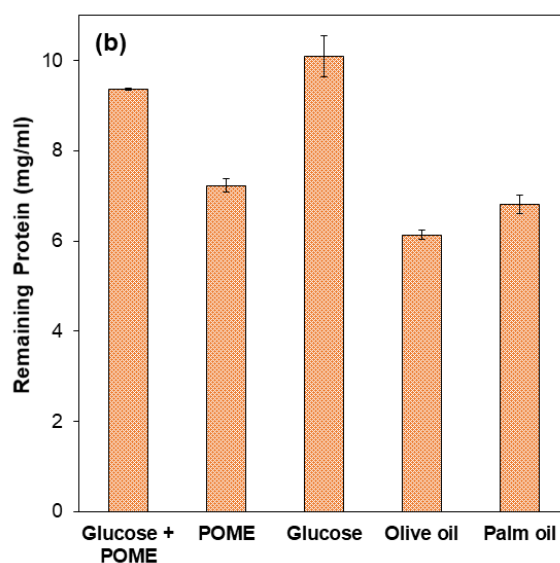 (b)
Remaining Protein (mg/ml)
10
8
6
4
2
0
Glucose +
POME
POME
Glucose
Olive oil
Palm oil